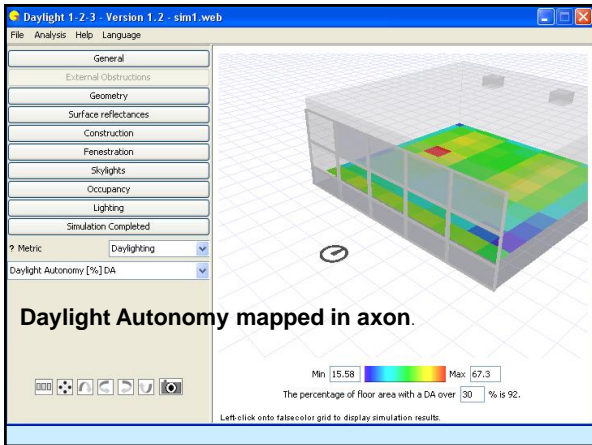 Daylight 1-2-3 - Version 1.2 - sim1.web
File Analysis Help Language
General
External Obstructions
Geometry
Surface reflectances
Construction
Fenestration
Skylights
Occupancy
Lighting
Simulation Completed
? Metric Daylighting
Daylight Autonomy [%] DA
Daylight Autonomy mapped in axon.
Min 15.58 Max 67.3
The percentage of floor area with a DA over 30 % is 92.
Left-click onto falsecolor grid to display simulation results.